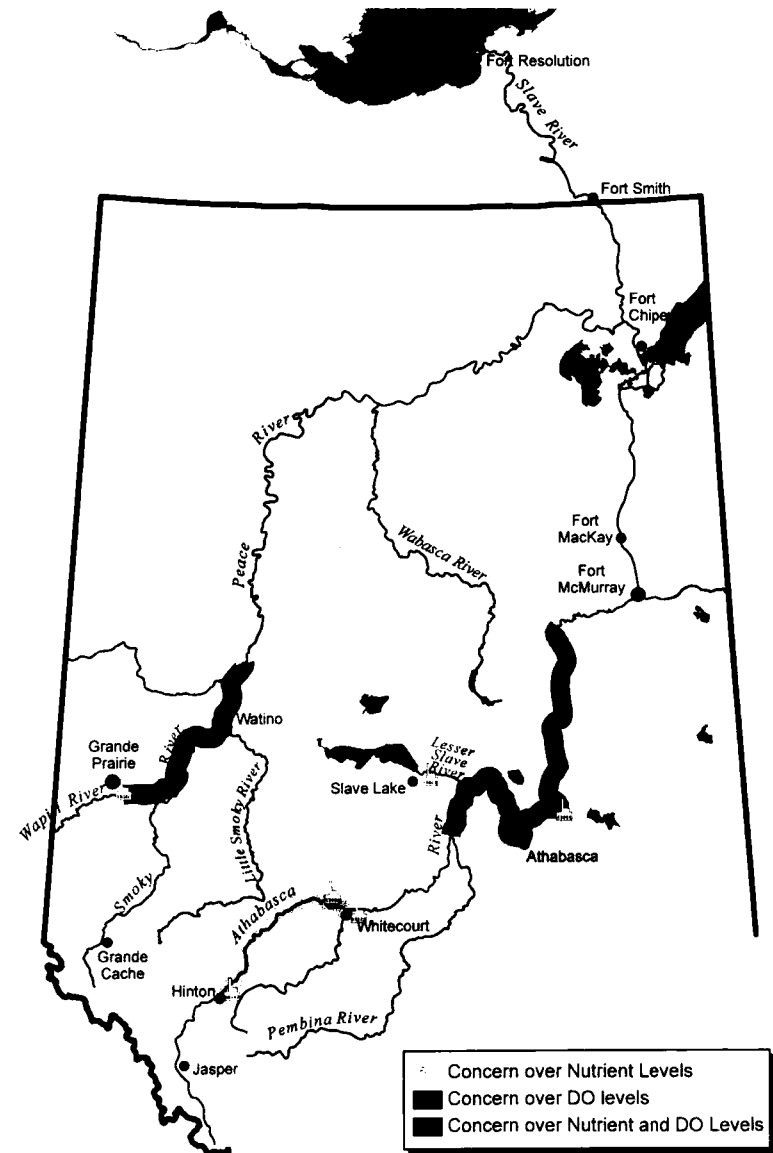 Fort Resolution
Slave River
Fort Smith
Fort
Chipe
River
Peace
Wabasca River
Fort
MacKay
Fort
McMurray
Watino
Grande
Prairie
River
Wapiti River
Smoky
Little Smoky River
Lesser
Slave
River
Slave Lake
River
Athabasca
Athabasca
Whitecourt
Grande
Cache
Hinton
Pembina River
Jasper
Concern over Nutrient Levels
Concern over DO levels
Concern over Nutrient and DO Levels